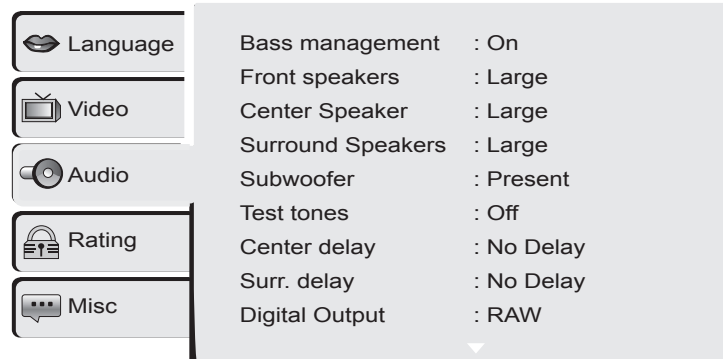 Language
Video
Audio
Rating
Misc
Bass management : On
Front speakers : Large
Center Speaker : Large
Surround Speakers : Large
Subwoofer : Present
Test tones : Off
Center delay : No Delay
Surr. delay : No Delay
Digital Output : RAW